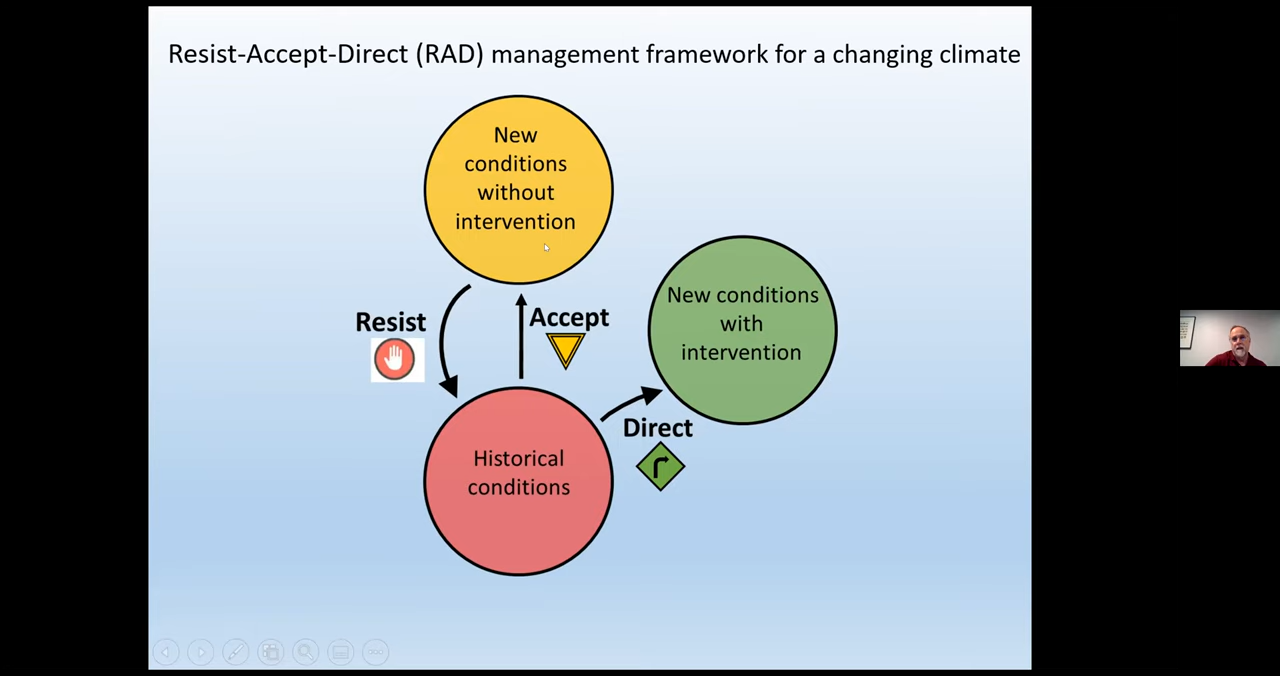 Resist-Accept-Direct (RAD) management framework for a changing climate
New
conditions
without
intervention
Resist
Accept
New conditions
with
intervention
Direct
Historical
conditions